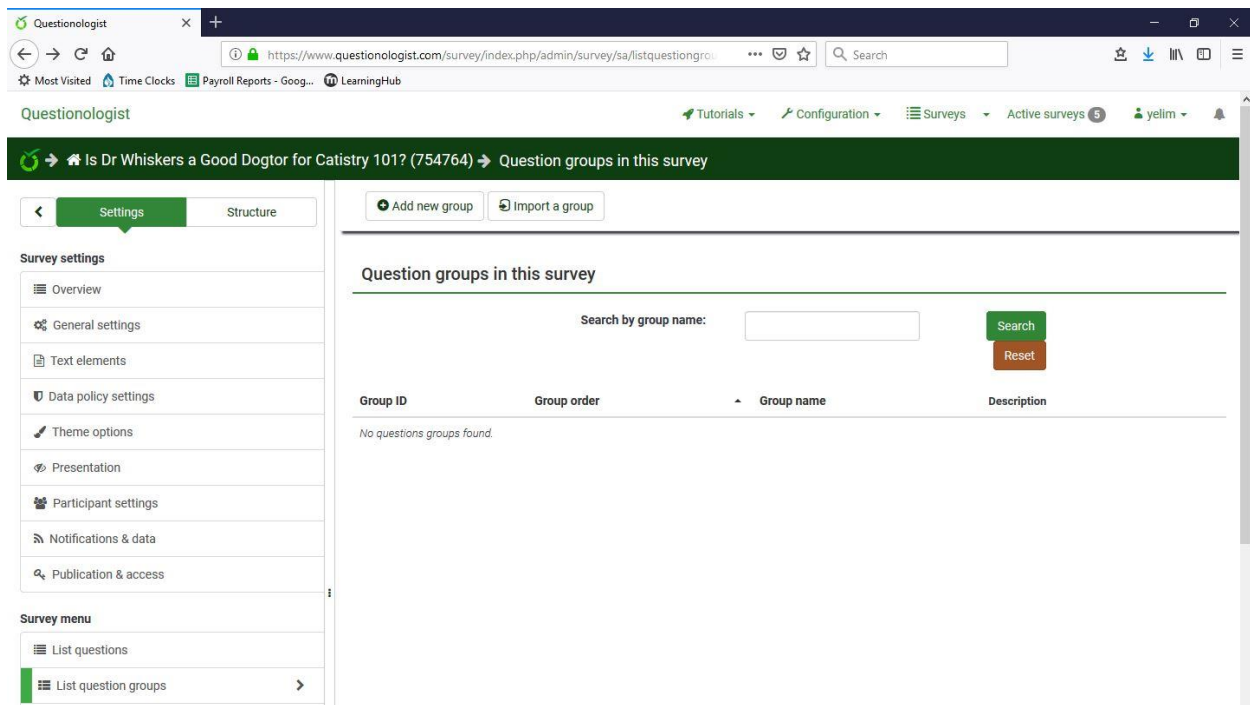 Questionologist
https://www.questionologist.com/survey/index.php/admin/survey/sa/listquestiongrou
Search
Most Visited Time Clocks Payroll Reports - Goog... LearningHub
Questionologist Tutorials Configuration Surveys Active surveys 5 yelim
Is Dr Whiskers a Good Dogtor for Catistry 101? (754764) Question groups in this survey
Settings Structure
Add new group Import a group
Survey settings
Overview
General settings
Text elements
Data policy settings
Theme options
Presentation
Participant settings
Notifications & data
Publication & access
Survey menu
List questions
List question groups
Question groups in this survey
Search by group name: Search
Reset
Group ID Group order Group name Description
No questions groups found.